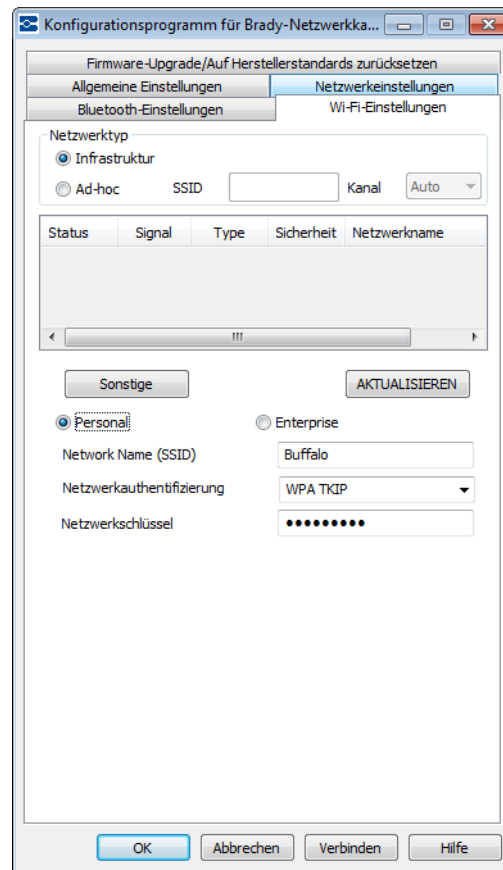 Konfigurationsprogramm für Brady-Netzwerkka...
Firmware-Upgrade/Auf Herstellerstandards zurücksetzen
Allgemeine Einstellungen Netzwerkeinstellungen
Bluetooth-Einstellungen Wi-Fi-Einstellungen
Netzwerktyp
Infrastruktur
Ad-hoc SSID Kanal Auto
Status Signal Type Sicherheit Netzwerkname
Sonstige AKTUALISIEREN
Personal Enterprise
Network Name (SSID) Buffalo
Netzwerkauthentifizierung WPA TKIP
Netzwerkschlüssel •••••••••
OK Abbrechen Verbinden Hilfe